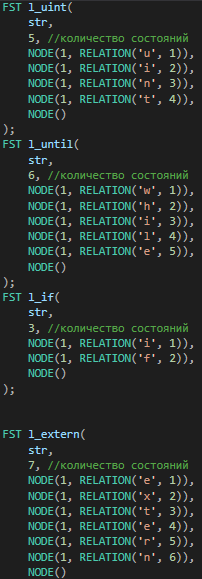 FST l_uint(
str,
5, //количество состояний
NODE(1, RELATION('u', 1)),
NODE(1, RELATION('i', 2)),
NODE(1, RELATION('n', 3)),
NODE(1, RELATION('t', 4)),
NODE()
);
FST l_until(
str,
6, //количество состояний
NODE(1, RELATION('w', 1)),
NODE(1, RELATION('h', 2)),
NODE(1, RELATION('i', 3)),
NODE(1, RELATION('l', 4)),
NODE(1, RELATION('e', 5)),
NODE()
);
FST l_if(
str,
3, //количество состояний
NODE(1, RELATION('i', 1)),
NODE(1, RELATION('f', 2)),
NODE()
);
FST l_extern(
str,
7, //количество состояний
NODE(1, RELATION('e', 1)),
NODE(1, RELATION('x', 2)),
NODE(1, RELATION('t', 3)),
NODE(1, RELATION('e', 4)),
NODE(1, RELATION('r', 5)),
NODE(1, RELATION('n', 6)),
NODE()